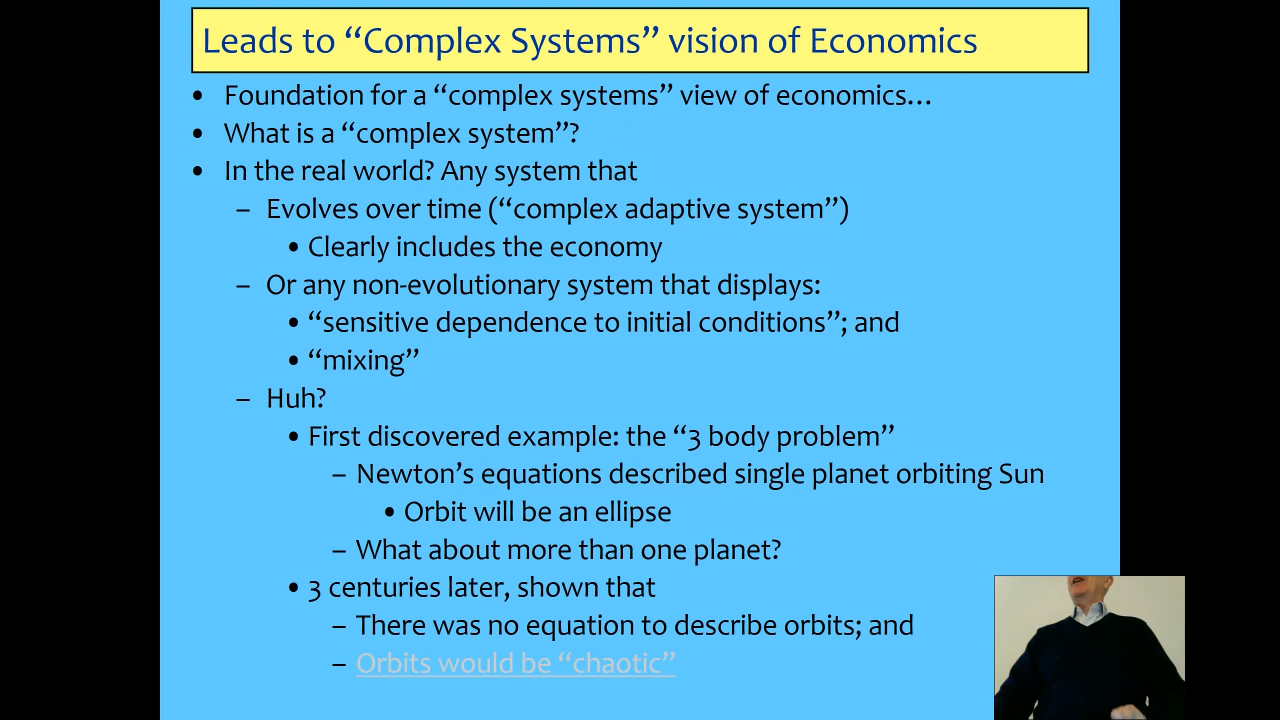 Leads to “Complex Systems” vision of Economics
• Foundation for a “complex systems” view of economics…
• What is a “complex system”?
• In the real world? Any system that
– Evolves over time (“complex adaptive system”)
• Clearly includes the economy
– Or any non-evolutionary system that displays:
• “sensitive dependence to initial conditions”; and
• “mixing”
– Huh?
• First discovered example: the “3 body problem”
– Newton’s equations described single planet orbiting Sun
• Orbit will be an ellipse
– What about more than one planet?
• 3 centuries later, shown that
– There was no equation to describe orbits; and
– Orbits would be “chaotic”